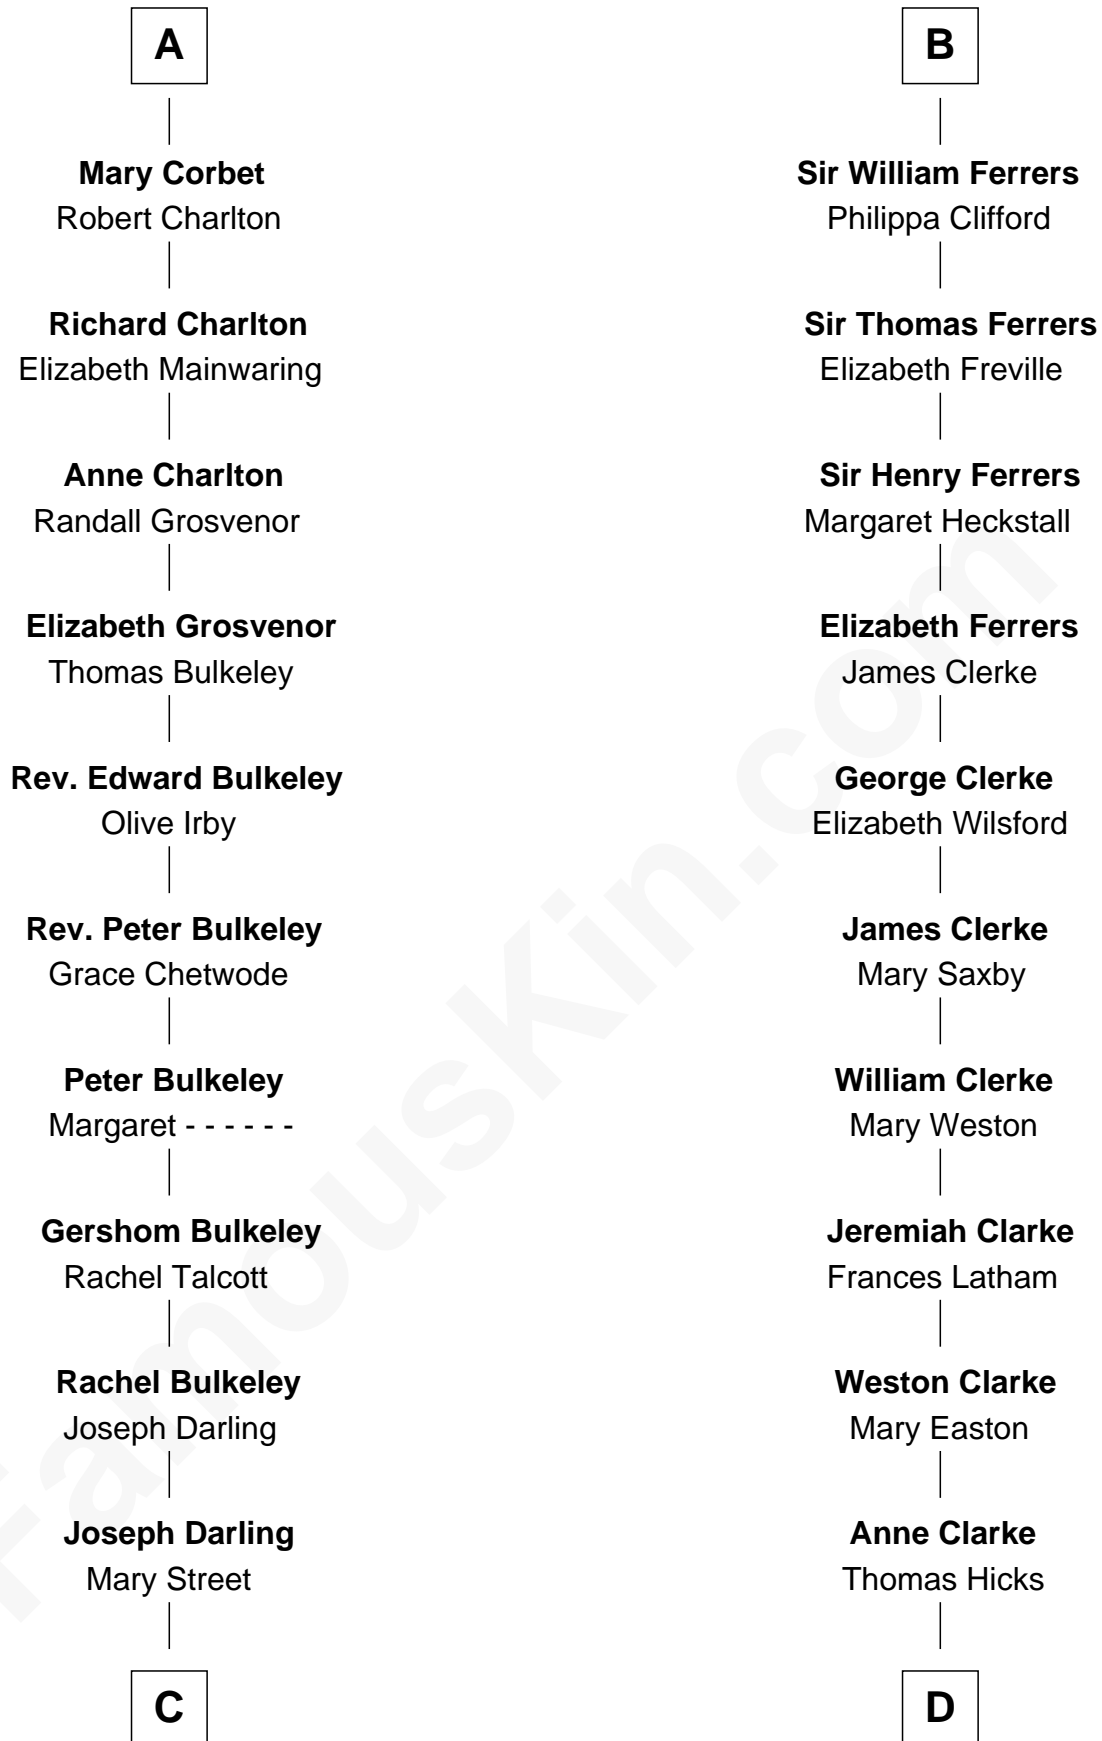 A
Mary Corbet
Robert Charlton
Richard Charlton
Elizabeth Mainwaring
Anne Charlton
Randall Grosvenor
Elizabeth Grosvenor
Thomas Bulkeley
Rev. Edward Bulkeley
Olive Irby
Rev. Peter Bulkeley
Grace Chetwode
Peter Bulkeley
Margaret - - - - - -
Gershom Bulkeley
Rachel Talcott
Rachel Bulkeley
Joseph Darling
Joseph Darling
Mary Street
C
B
Sir William Ferrers
Philippa Clifford
Sir Thomas Ferrers
Elizabeth Freville
Sir Henry Ferrers
Margaret Heckstall
Elizabeth Ferrers
James Clerke
George Clerke
Elizabeth Wilsford
James Clerke
Mary Saxby
William Clerke
Mary Weston
Jeremiah Clarke
Frances Latham
Weston Clarke
Mary Easton
Anne Clarke
Thomas Hicks
D
FamousKin.com